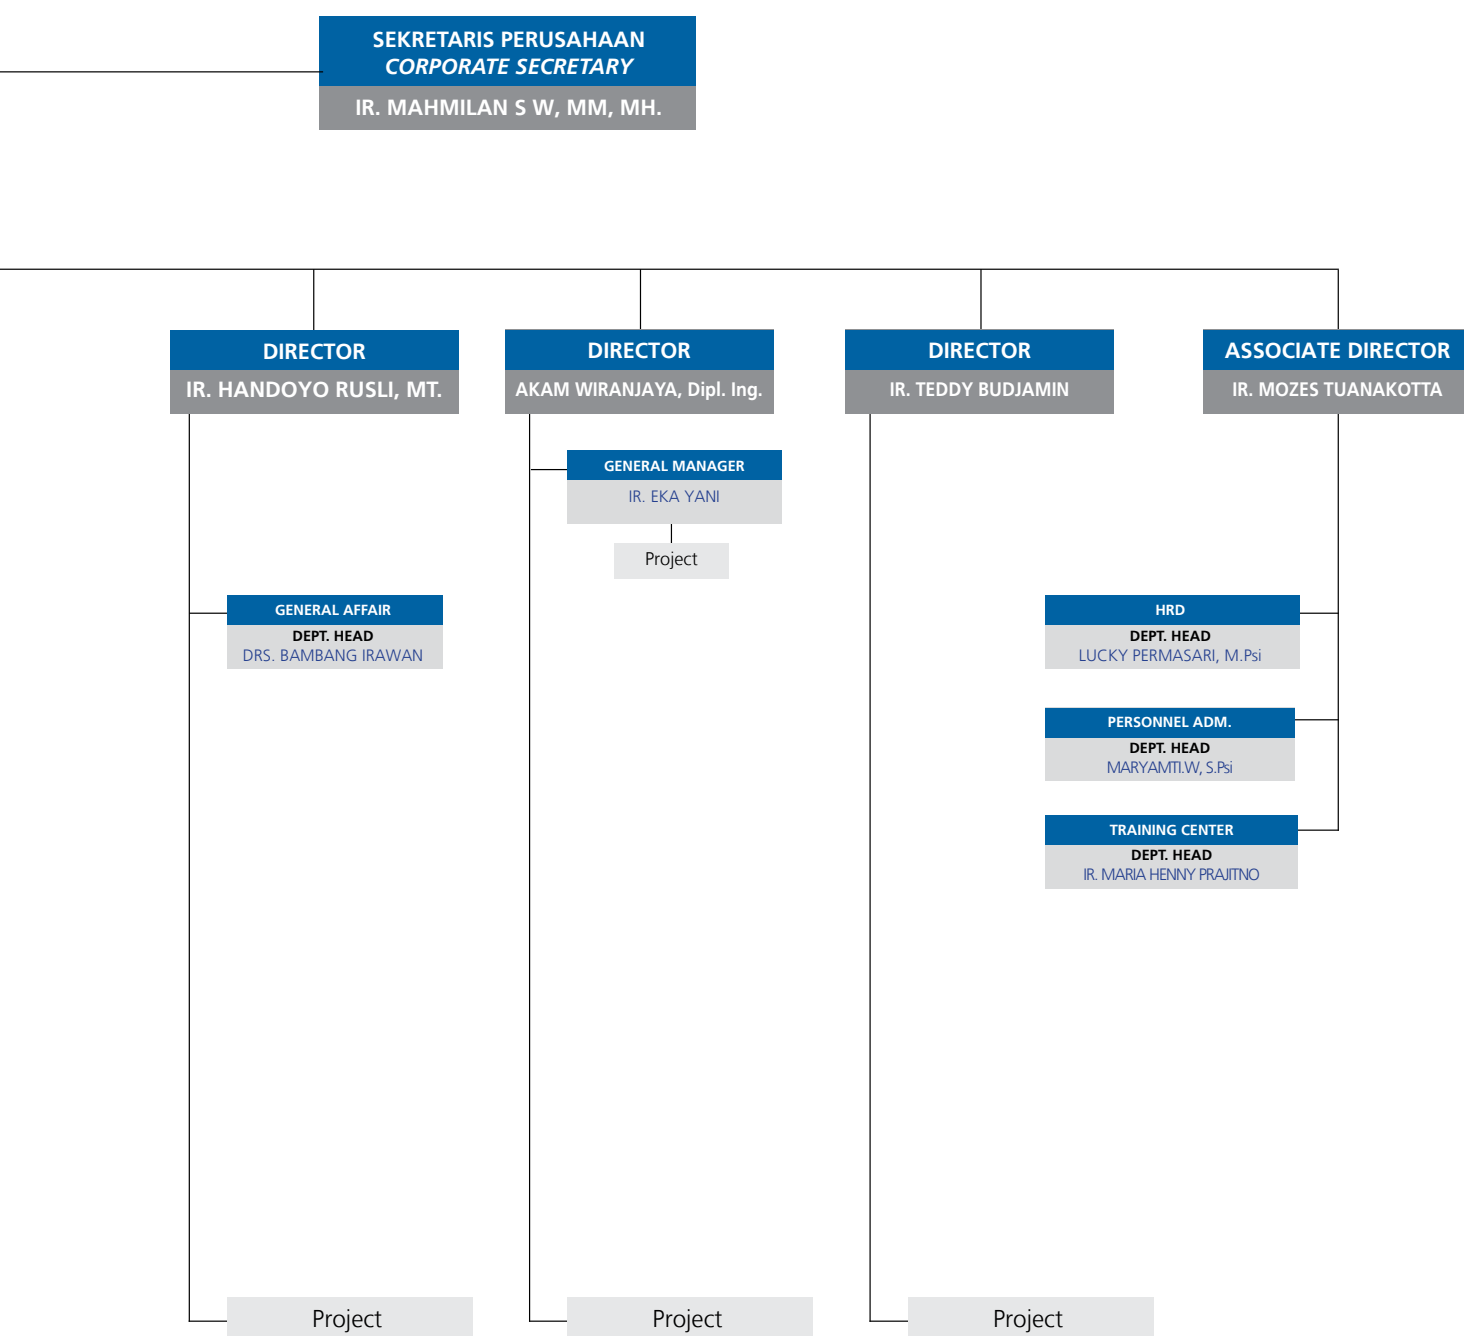 SEKRETARIS PERUSAHAAN
CORPORATE SECRETARY
IR. MAHMILAN S W, MM, MH.
DIRECTOR
IR. HANDOYO RUSLI, MT.
DIRECTOR
AKAM WIRANJAYA, Dipl. Ing.
DIRECTOR
IR. TEDDY BUDJAMIN
ASSOCIATE DIRECTOR
IR. MOZES TUANAKOTTA
GENERAL MANAGER
IR. EKA YANI
Project
GENERAL AFFAIR
DEPT. HEAD
DRS. BAMBANG IRAWAN
HRD
DEPT. HEAD
LUCKY PERMASARI, M.Psi
PERSONNEL ADM.
DEPT. HEAD
MARYAMTI.W, S.Psi
TRAINING CENTER
DEPT. HEAD
IR. MARIA HENNY PRAJITNO
Project
Project
Project